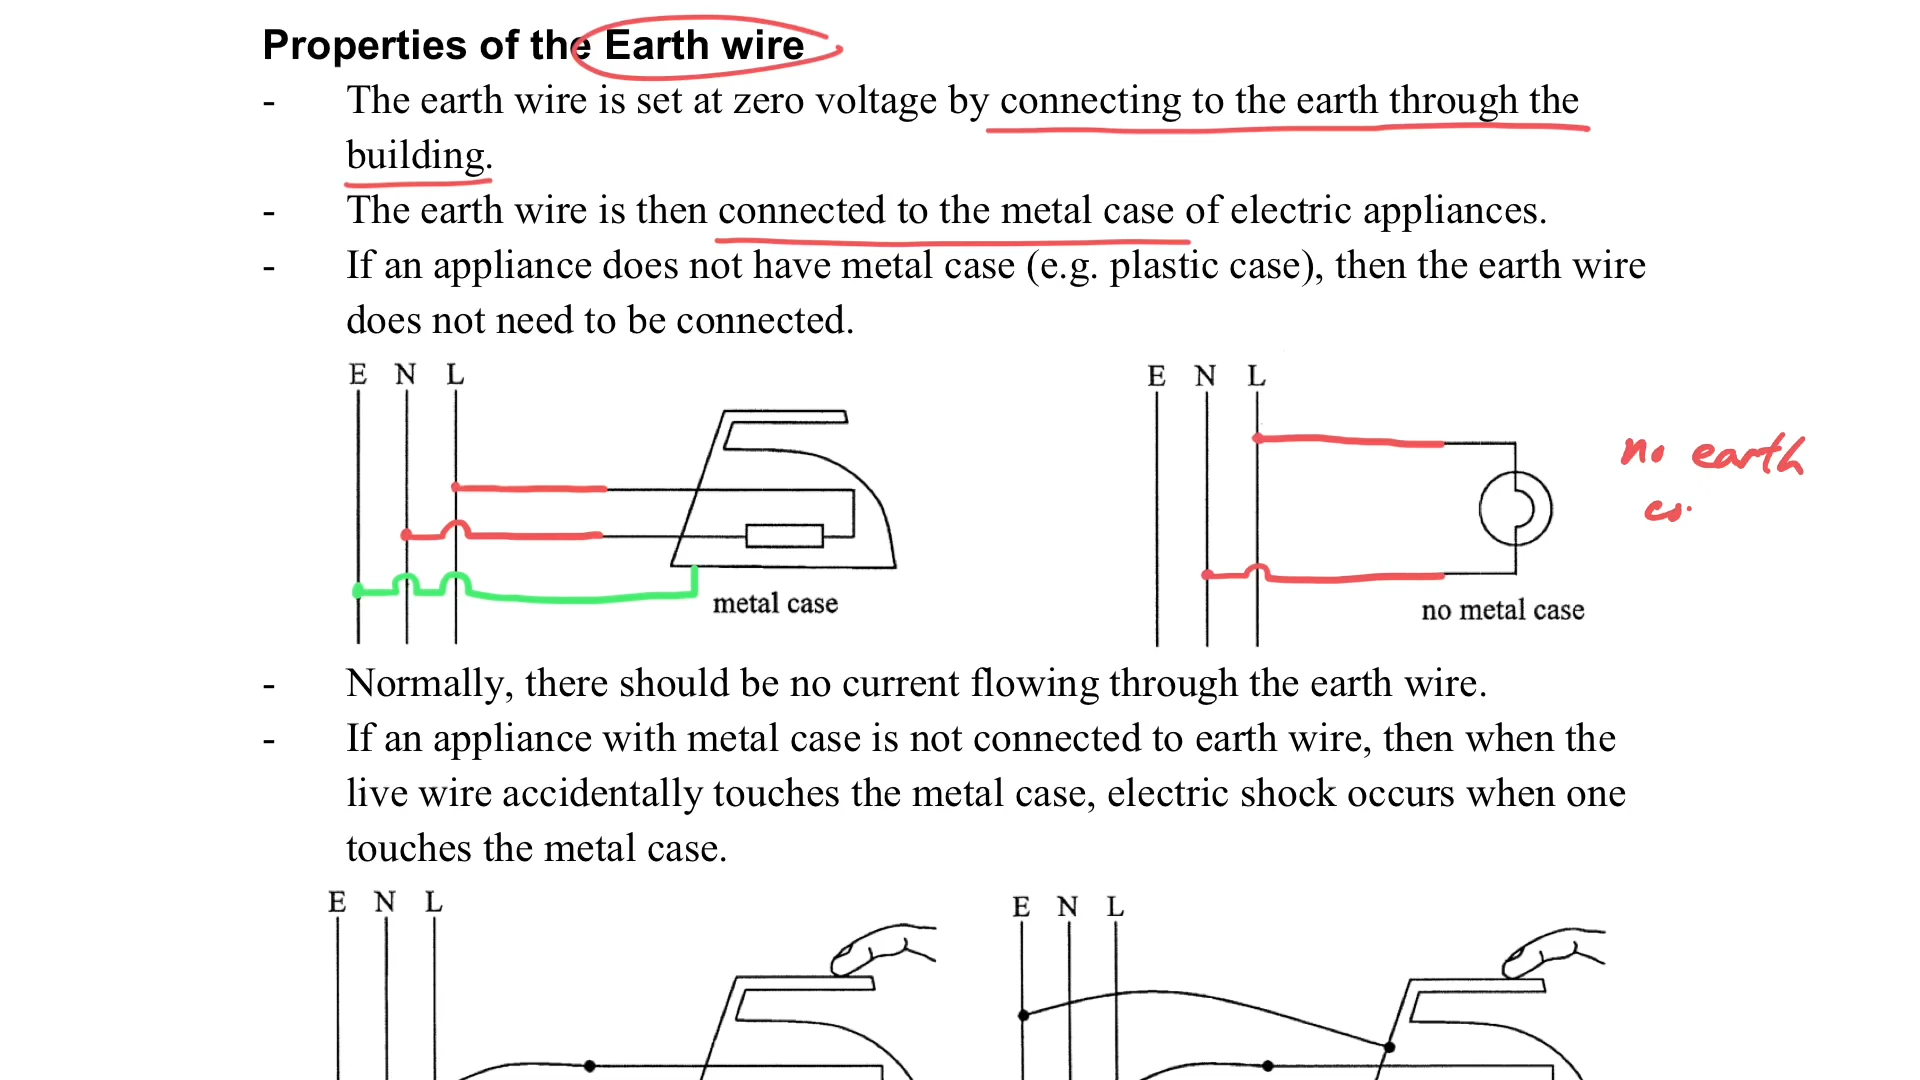 Properties of the Earth wire
- The earth wire is set at zero voltage by connecting to the earth through the
building.
- The earth wire is then connected to the metal case of electric appliances.
- If an appliance does not have metal case (e.g. plastic case), then the earth wire
does not need to be connected.
E N L
E N L
no earth
metal case
no metal case
- Normally, there should be no current flowing through the earth wire.
- If an appliance with metal case is not connected to earth wire, then when the
live wire accidentally touches the metal case, electric shock occurs when one
touches the metal case.
E N L
E N L